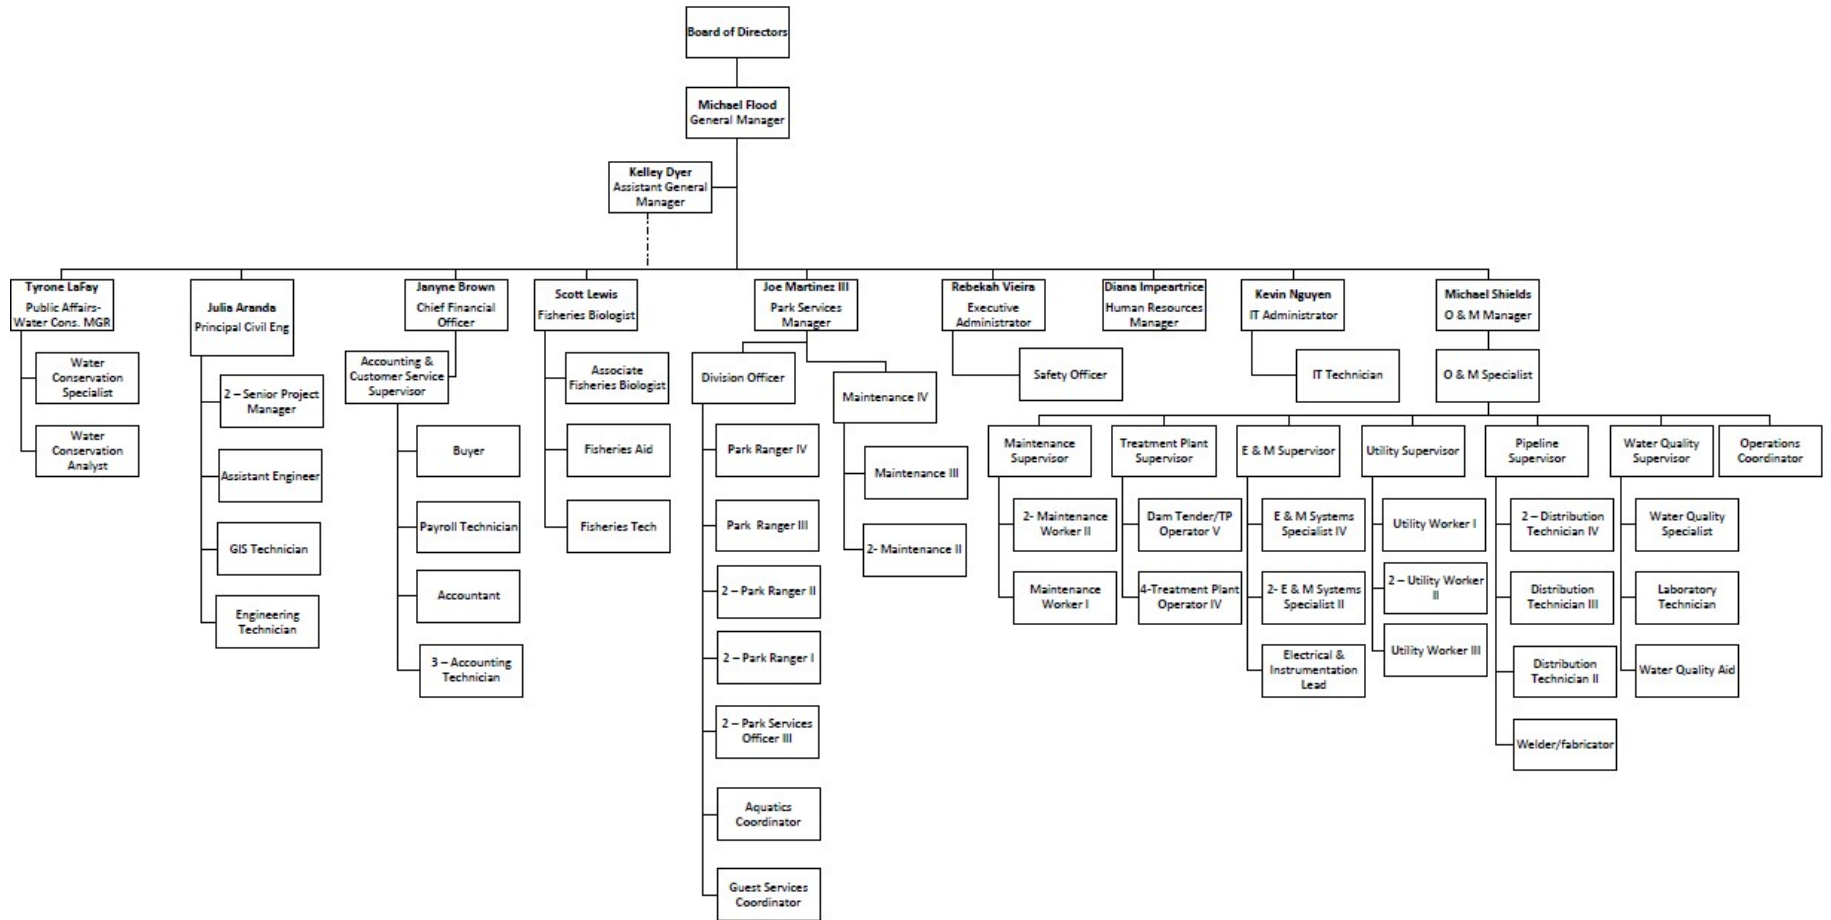 Board of Directors
Michael Flood
General Manager
Kelley Dyer
Assistant General
Manager
Tyrone LaFay
Public Affairs-
Water Cons. MGR
Water
Conservation
Specialist
Water
Conservation
Analyst
Julia Aranda
Principal Civil Eng
2 – Senior Project
Manager
Assistant Engineer
GIS Technician
Engineering
Technician
Janyne Brown
Chief Financial
Officer
Accounting &
Customer Service
Supervisor
Buyer
Payroll Technician
Accountant
3 – Accounting
Technician
Scott Lewis
Fisheries Biologist
Associate
Fisheries Biologist
Fisheries Aid
Fisheries Tech
Joe Martinez III
Park Services
Manager
Division Officer
Park Ranger IV
Park Ranger III
2 – Park Ranger II
2 – Park Ranger I
2 – Park Services
Officer III
Aquatics
Coordinator
Guest Services
Coordinator
Maintenance IV
Maintenance III
2- Maintenance II
Rebekah Vieira
Executive
Administrator
Safety Officer
Diana Impeartrice
Human Resources
Manager
Kevin Nguyen
IT Administrator
IT Technician
Michael Shields
O & M Manager
O & M Specialist
Maintenance
Supervisor
2- Maintenance
Worker II
Maintenance
Worker I
Treatment Plant
Supervisor
Dam Tender/TP
Operator V
4-Treatment Plant
Operator IV
E & M Supervisor
E & M Systems
Specialist IV
2- E & M Systems
Specialist II
Electrical &
Instrumentation
Lead
Utility Supervisor
Utility Worker I
2 – Utility Worker
II
Utility Worker III
Pipeline
Supervisor
2 – Distribution
Technician IV
Distribution
Technician III
Distribution
Technician II
Welder/fabricator
Water Quality
Supervisor
Water Quality
Specialist
Laboratory
Technician
Water Quality Aid
Operations
Coordinator